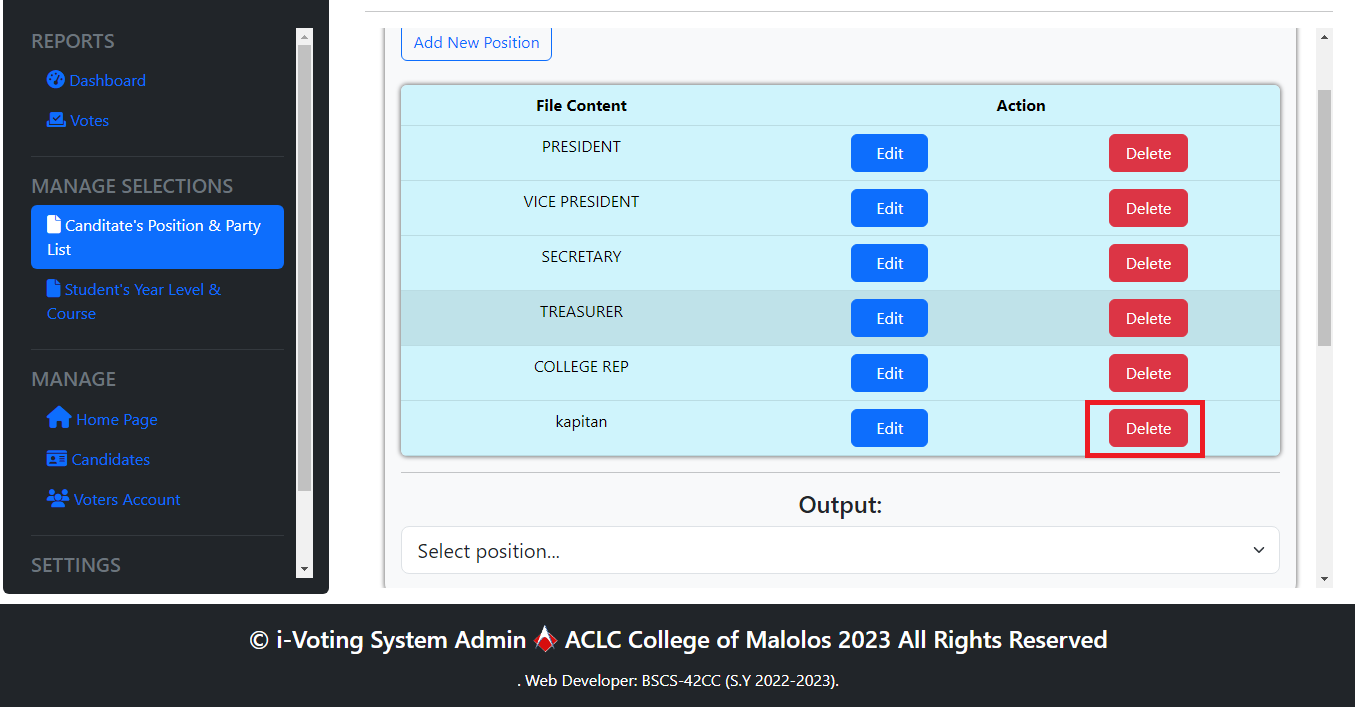 REPORTS
Dashboard
Votes
MANAGE SELECTIONS
Canditate's Position & Party
List
Student's Year Level &
Course
MANAGE
Home Page
Candidates
Voters Account
SETTINGS
Add New Position
File Content Action
PRESIDENT Edit Delete
VICE PRESIDENT Edit Delete
SECRETARY Edit Delete
TREASURER Edit Delete
COLLEGE REP Edit Delete
kapitan Edit Delete
Output:
Select position...
© i-Voting System Admin ACLC College of Malolos 2023 All Rights Reserved
. Web Developer: BSCS-42CC (S.Y 2022-2023).